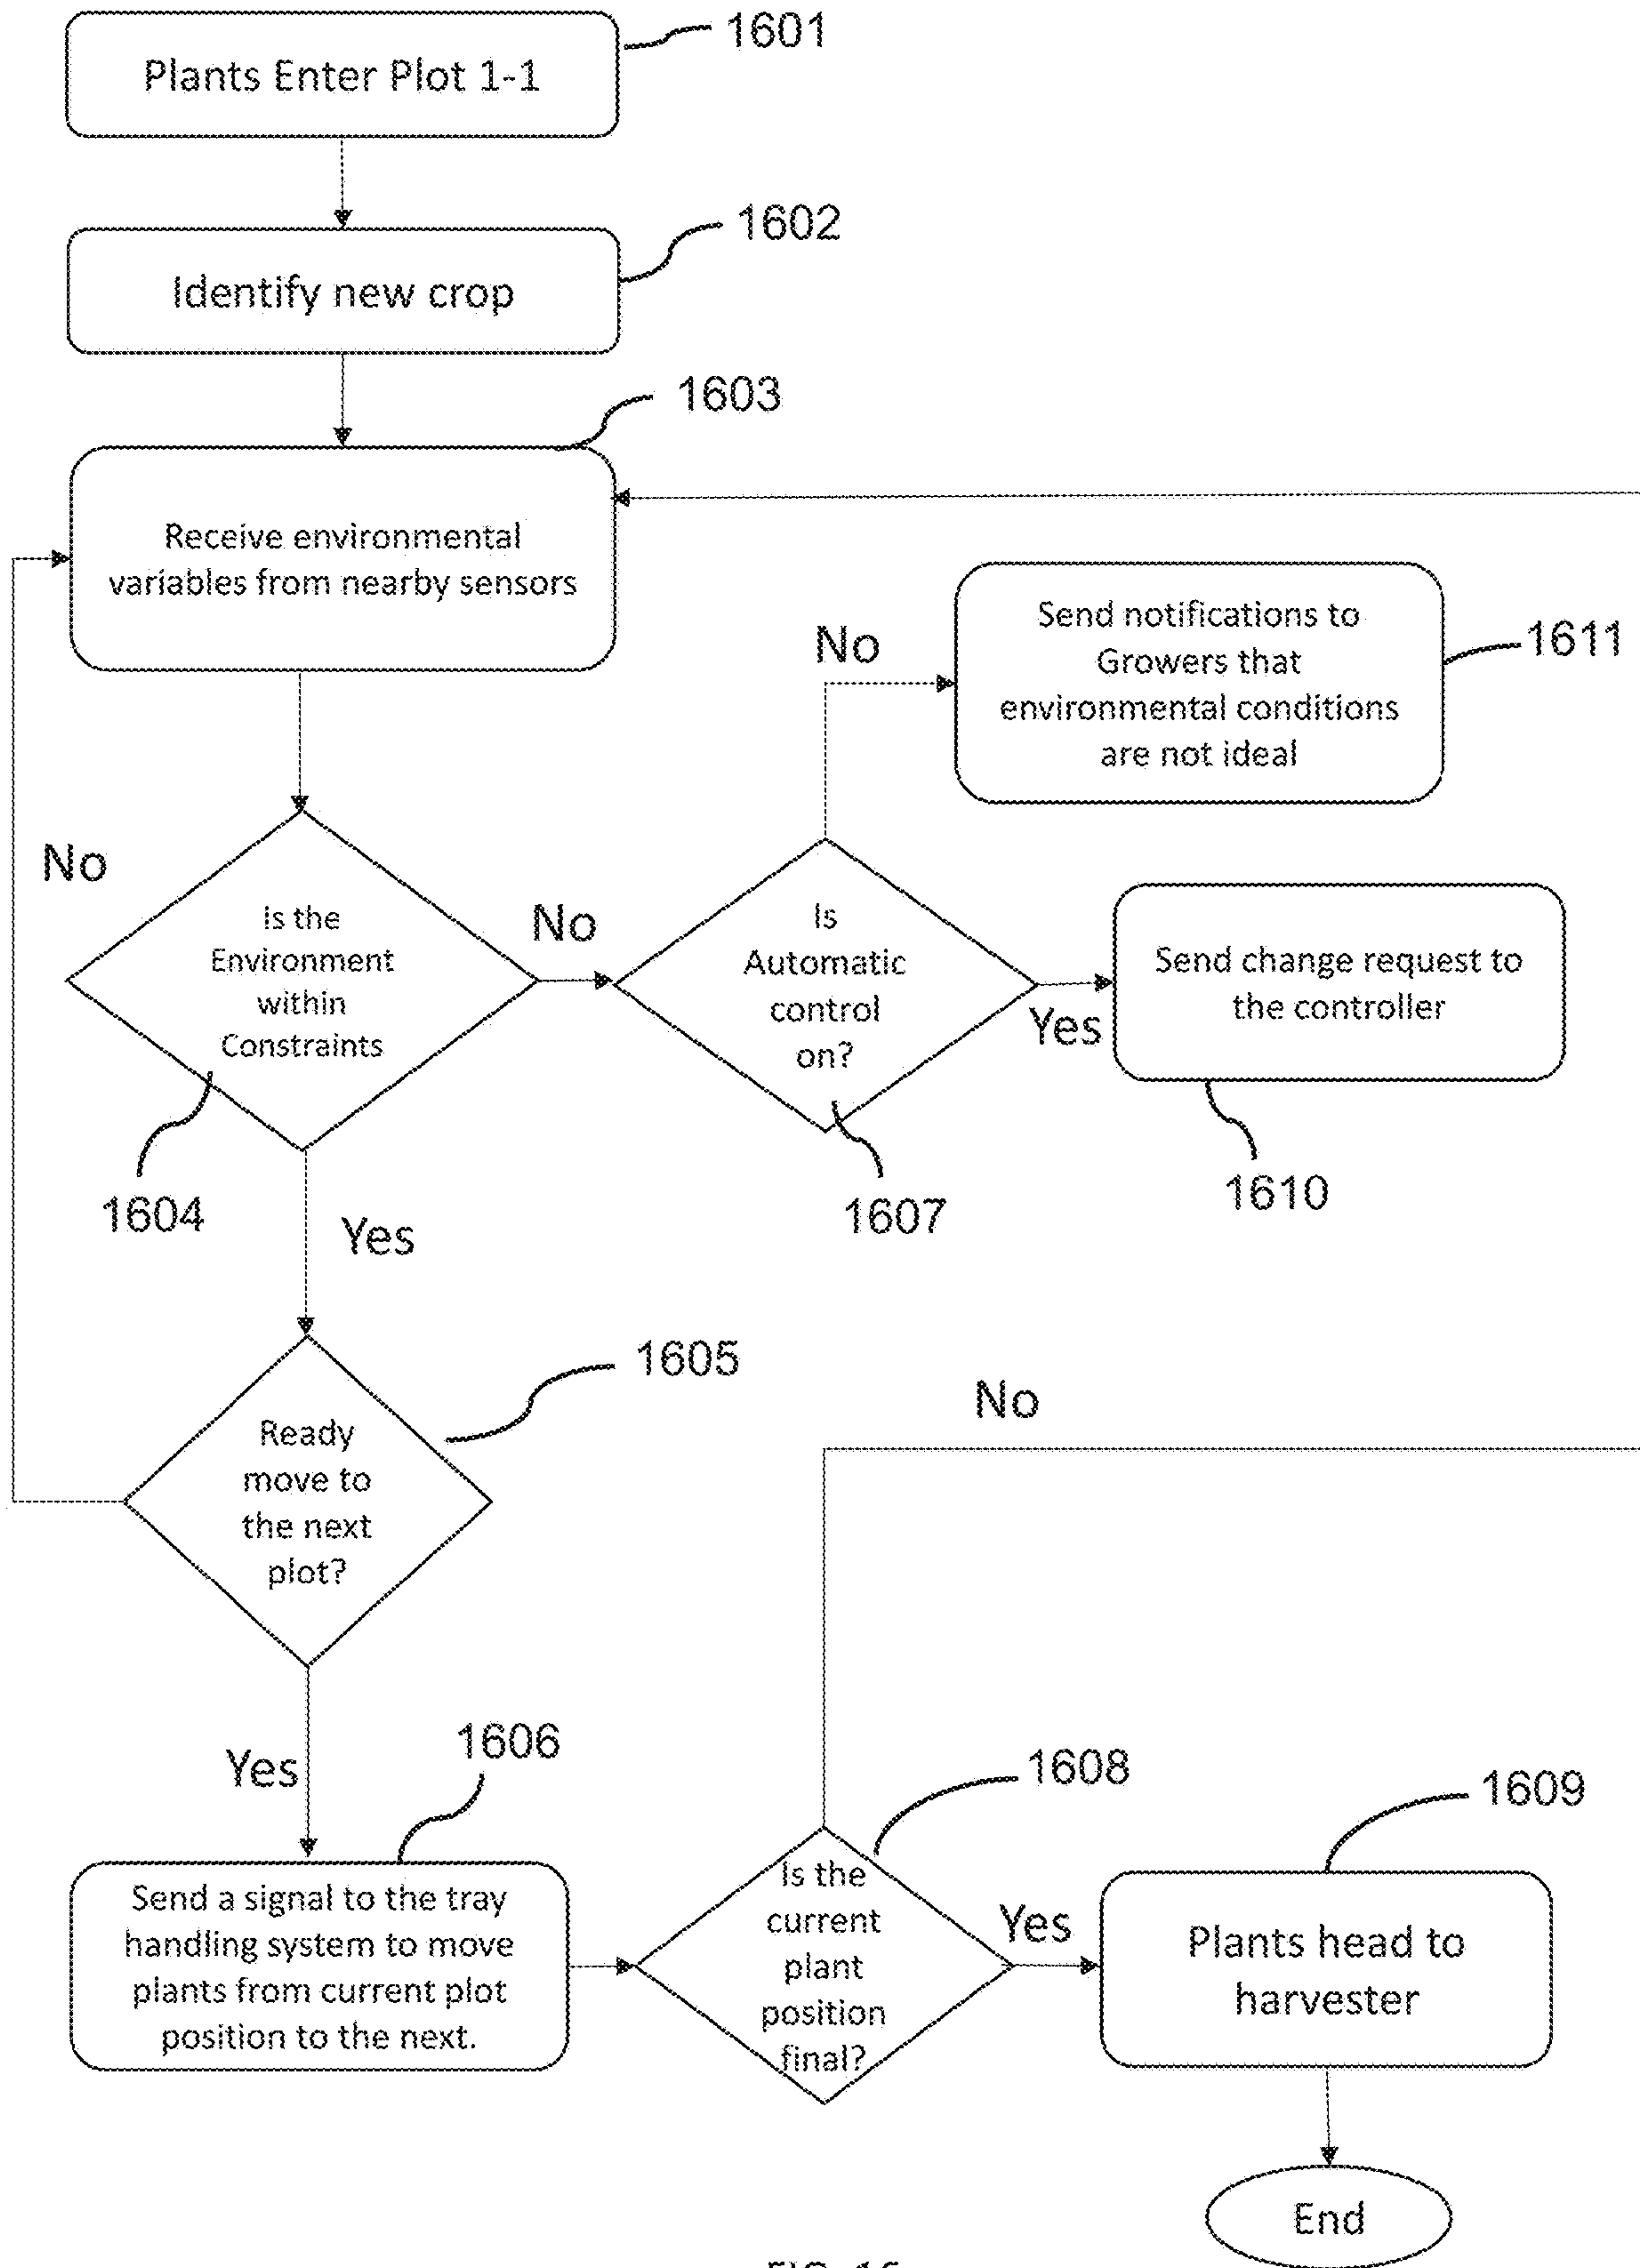 1601
Plants Enter Plot 1-1
1602
Identify new crop
1603
Receive environmental
variables from nearby sensors
No
Send notifications to
Growers that
environmental conditions
are not ideal
1611
No
Is the
Environment
within
Constraints
No
Is
Automatic
control
on?
Yes
Send change request to
the controller
1604
1607
1610
Yes
1605
Ready
move to
the next
plot?
No
Yes
1606
Send a signal to the tray
handling system to move
plants from current plot
position to the next.
1608
Is the
current
plant
position
final?
Yes
1609
Plants head to
harvester
End